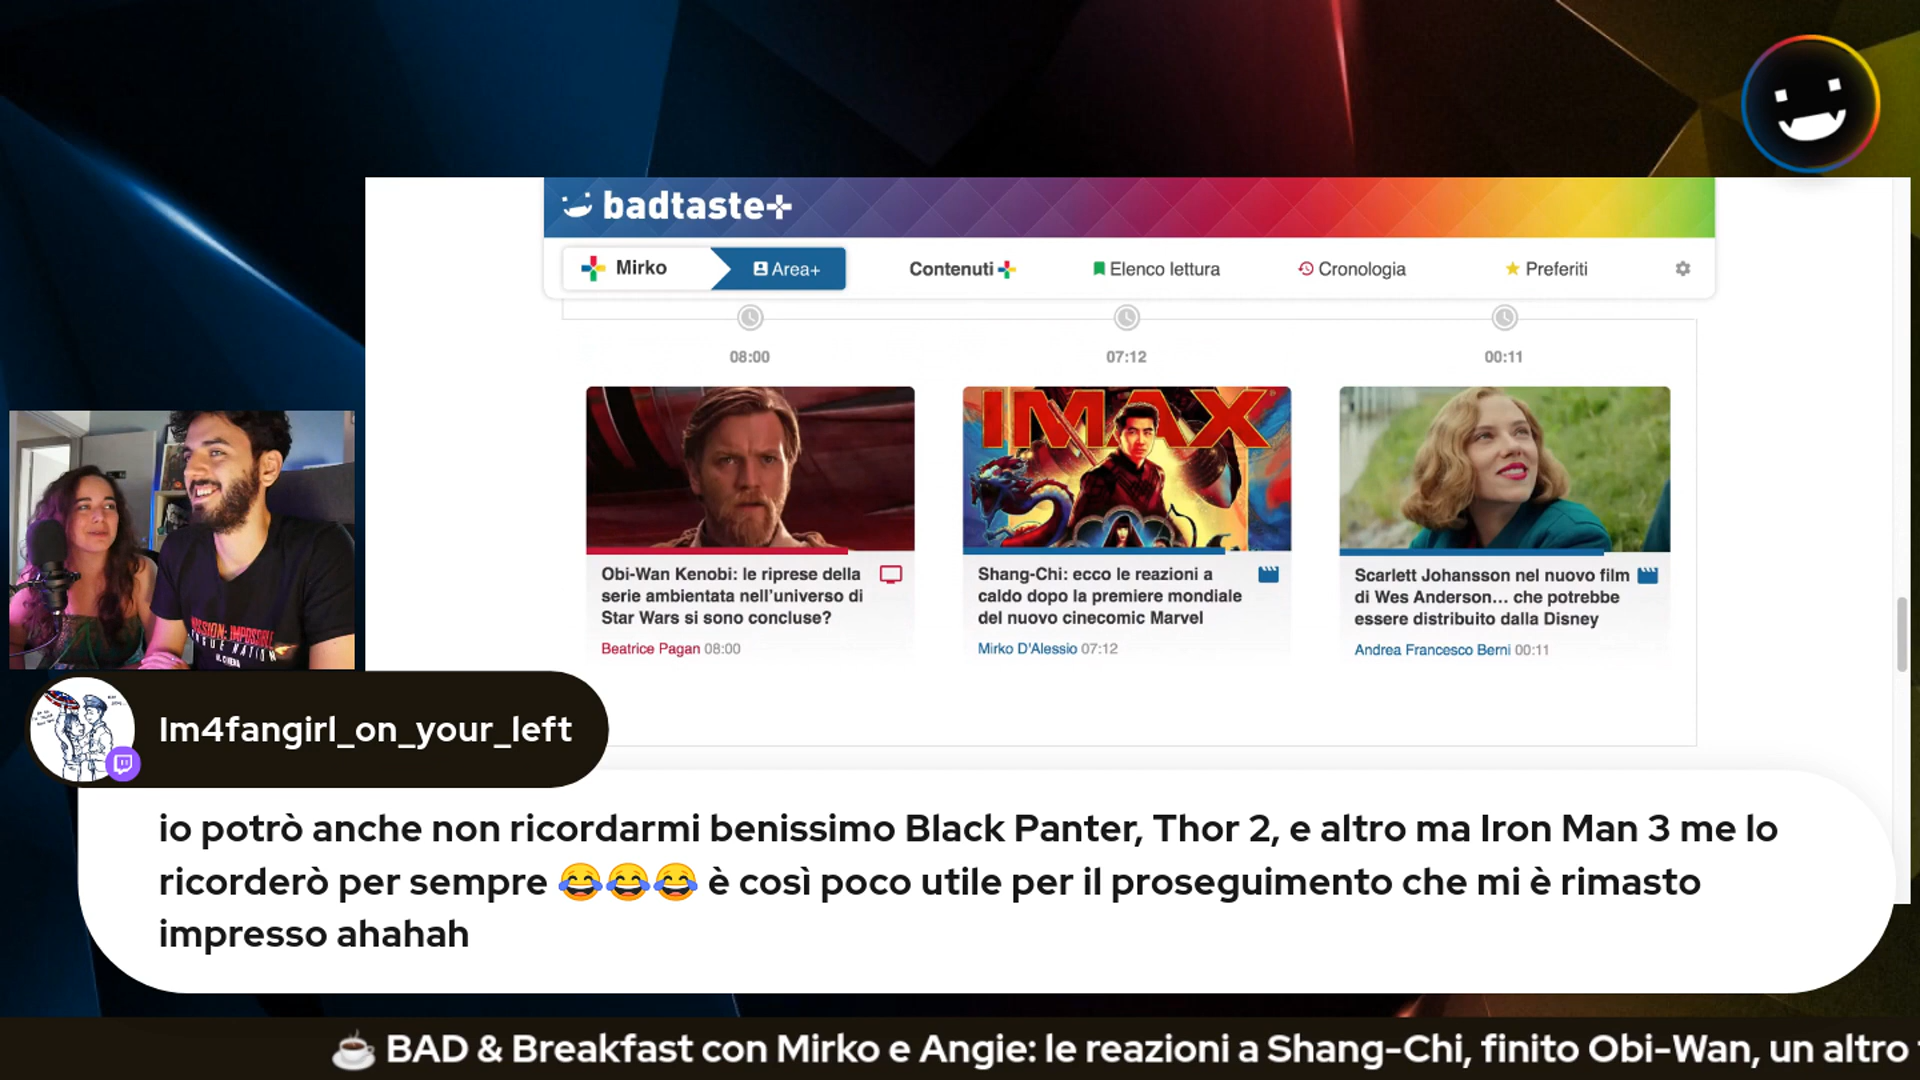 badtaste+
Mirko
Area+
Contenuti
Elenco lettura
Cronologia
Preferiti
08:00
07:12
00:11
IMAX
Obi-Wan Kenobi: le riprese della
serie ambientata nell'universo di
Star Wars si sono concluse?
Beatrice Pagan 08:00
Shang-Chi: ecco le reazioni a
caldo dopo la premiere mondiale
del nuovo cinecomic Marvel
Mirko D'Alessio 07:12
Scarlett Johansson nel nuovo film
di Wes Anderson... che potrebbe
essere distribuito dalla Disney
Andrea Francesco Berni 00:11
Im4fangirl_on_your_left
io potrò anche non ricordarmi benissimo Black Panter, Thor 2, e altro ma Iron Man 3 me lo
ricorderò per sempre 😂😂😂 è così poco utile per il proseguimento che mi è rimasto
impresso ahahah
☕ BAD & Breakfast con Mirko e Angie: le reazioni a Shang-Chi, finito Obi-Wan, un altro